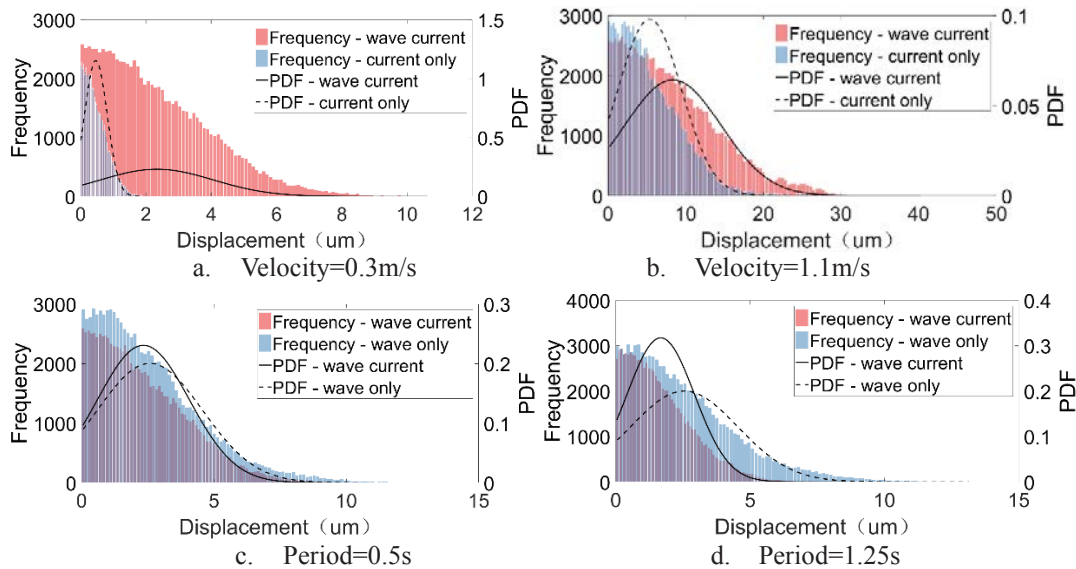 3000
2000
1000
0
Frequency
1.5
1
0.5
0
PDF
Frequency - wave current
Frequency - current only
PDF - wave current
PDF - current only
0 2 4 6 8 10 12
Displacement（um）
a. Velocity=0.3m/s
3000
2000
1000
0
Frequency
0.1
0.05
0
PDF
Frequency - wave current
Frequency - current only
PDF - wave current
PDF - current only
0 10 20 30 40 50
Displacement（um）
b. Velocity=1.1m/s
3000
2000
1000
0
Frequency
0.3
0.2
0.1
0
PDF
Frequency - wave current
Frequency - wave only
PDF - wave current
PDF - wave only
0 5 10 15
Displacement（um）
c. Period=0.5s
4000
3000
2000
1000
0
Frequency
0.4
0.3
0.2
0.1
0
PDF
Frequency - wave current
Frequency - wave only
PDF - wave current
PDF - wave only
0 5 10 15
Displacement（um）
d. Period=1.25s